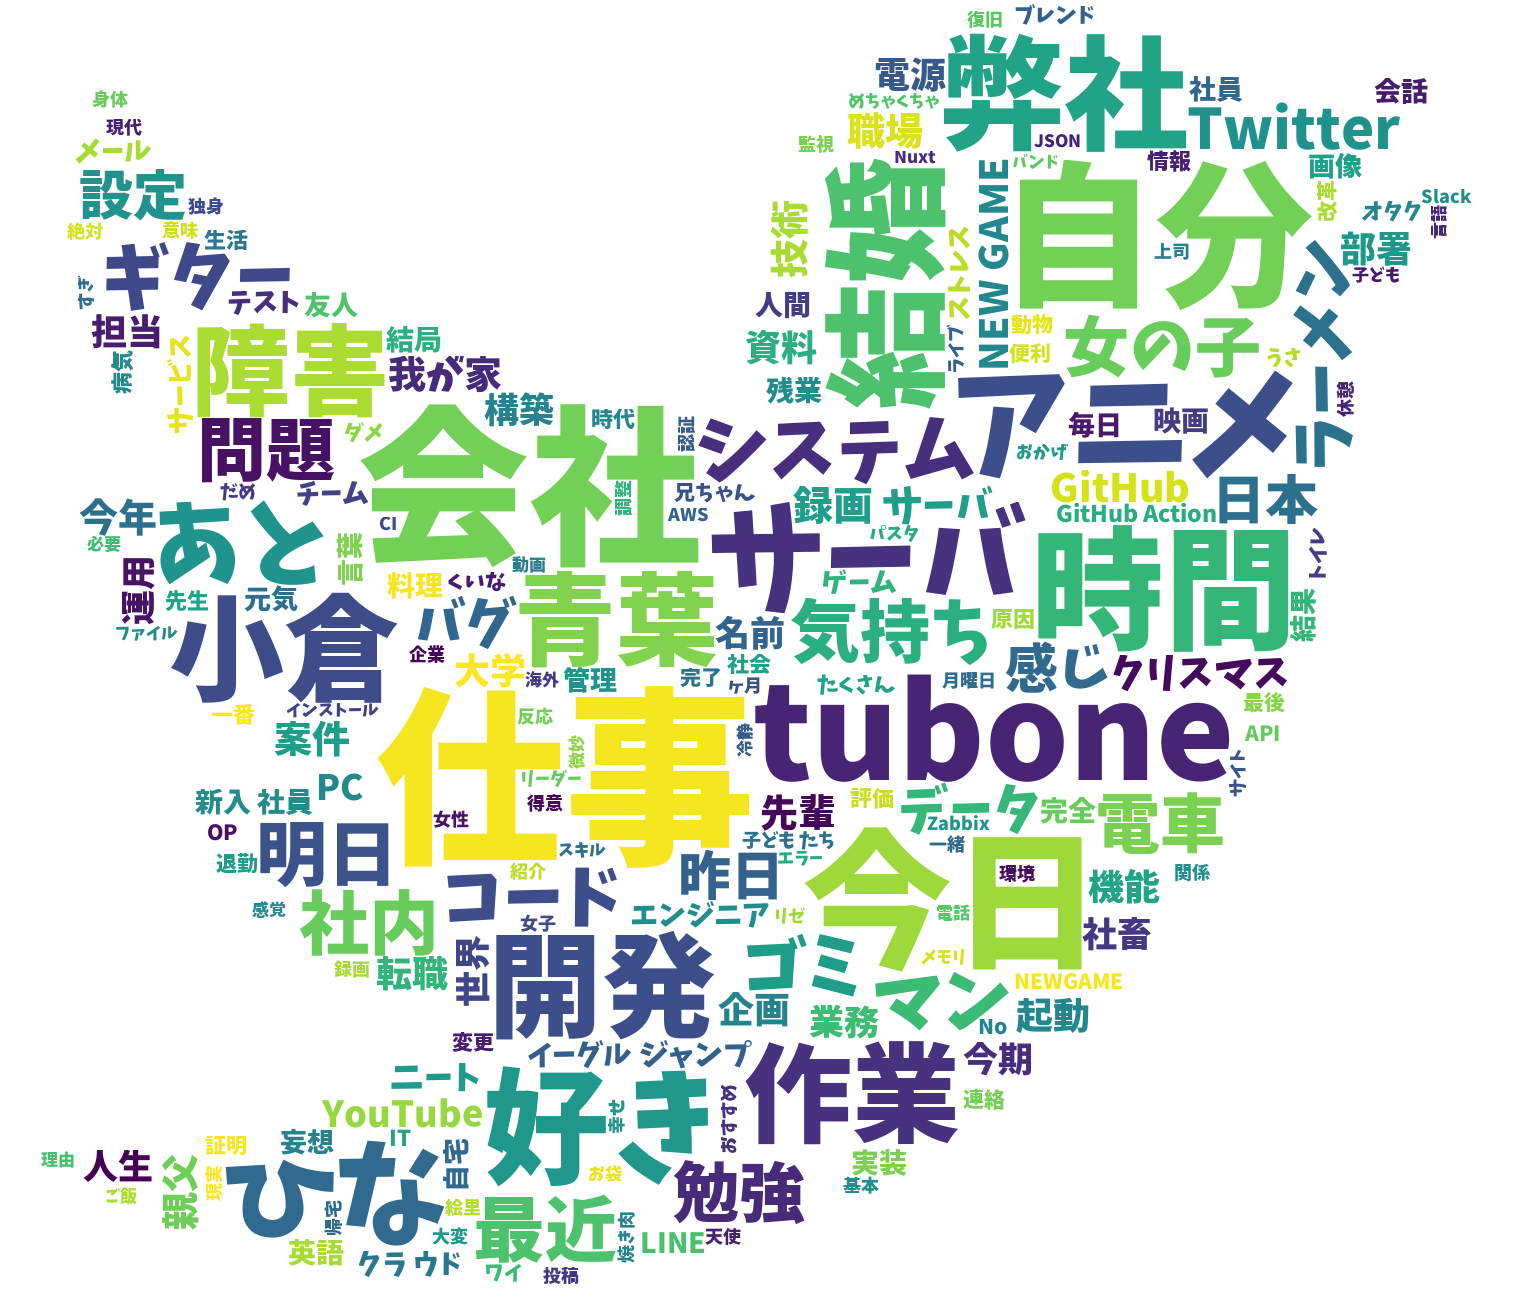 復旧
ブレンド
電源
弊社
社員
会話
身体
めちゃくちゃ
Twitter
現代
職場
JSON
メール
監視
Nuxt
バンド
情報
画像
設定
結婚
NEW GAME
自分
改革
Slack
独身
技術
オタク
言語
絶対
意味
生活
ストレス
上司
部署
ギター
子ども
すき
テスト
友人
人間
ラーメン
担当
障害
結局
動物
女の子
サービス
資料
ライブ
便利
うさ
病気
我が家
残業
アニメ
休憩
構築
時代
毎日
映画
問題
ダメ
会社
認証
システム
おかげ
だめ
チーム
調整
兄ちゃん
録画
サーバ
GitHub
日本
今年
あと
CI
AWS
サーバ
GitHub Action
必要
言葉
動画
パスタ
時間
トイレ
運用
料理
くいな
青葉
ゲーム
先生
元気
バグ
気持ち
原因
結果
ファイル
小倉
名前
企業
大学
海外
管理
完了
社会
感じ
クリスマス
ケ月
たくさん
月曜日
一番
インストール
仕事
反応
tubone
最後
案件
微妙
冷静
API
リーダー
サイト
新入 社員
PC
得意
先輩
評価
データ
完全
電車
OP
明日
女性
子ども たち
Zabbix
スキル
昨日
エラー
今日
一緒
退勤
紹介
環境
機能
関係
コード
感覚
社内
女子
エンジニア
リゼ
電話
社畜
世界
開発
ゴミ
メモリ
録画
転職
マン
NEWGAME
企画
業務
No
起動
変更
イーグル ジャンプ
作業
今期
ニート
好き
YouTube
幸せ
おすすめ
連絡
IT
妄想
証明
自宅
理由
人生
親父
ひな
勉強
実装
現実
お袋
基本
ご飯
帰宅
絵里
最近
焼き肉
大変
LINE
天使
英語
クラウド
ワイ
投稿